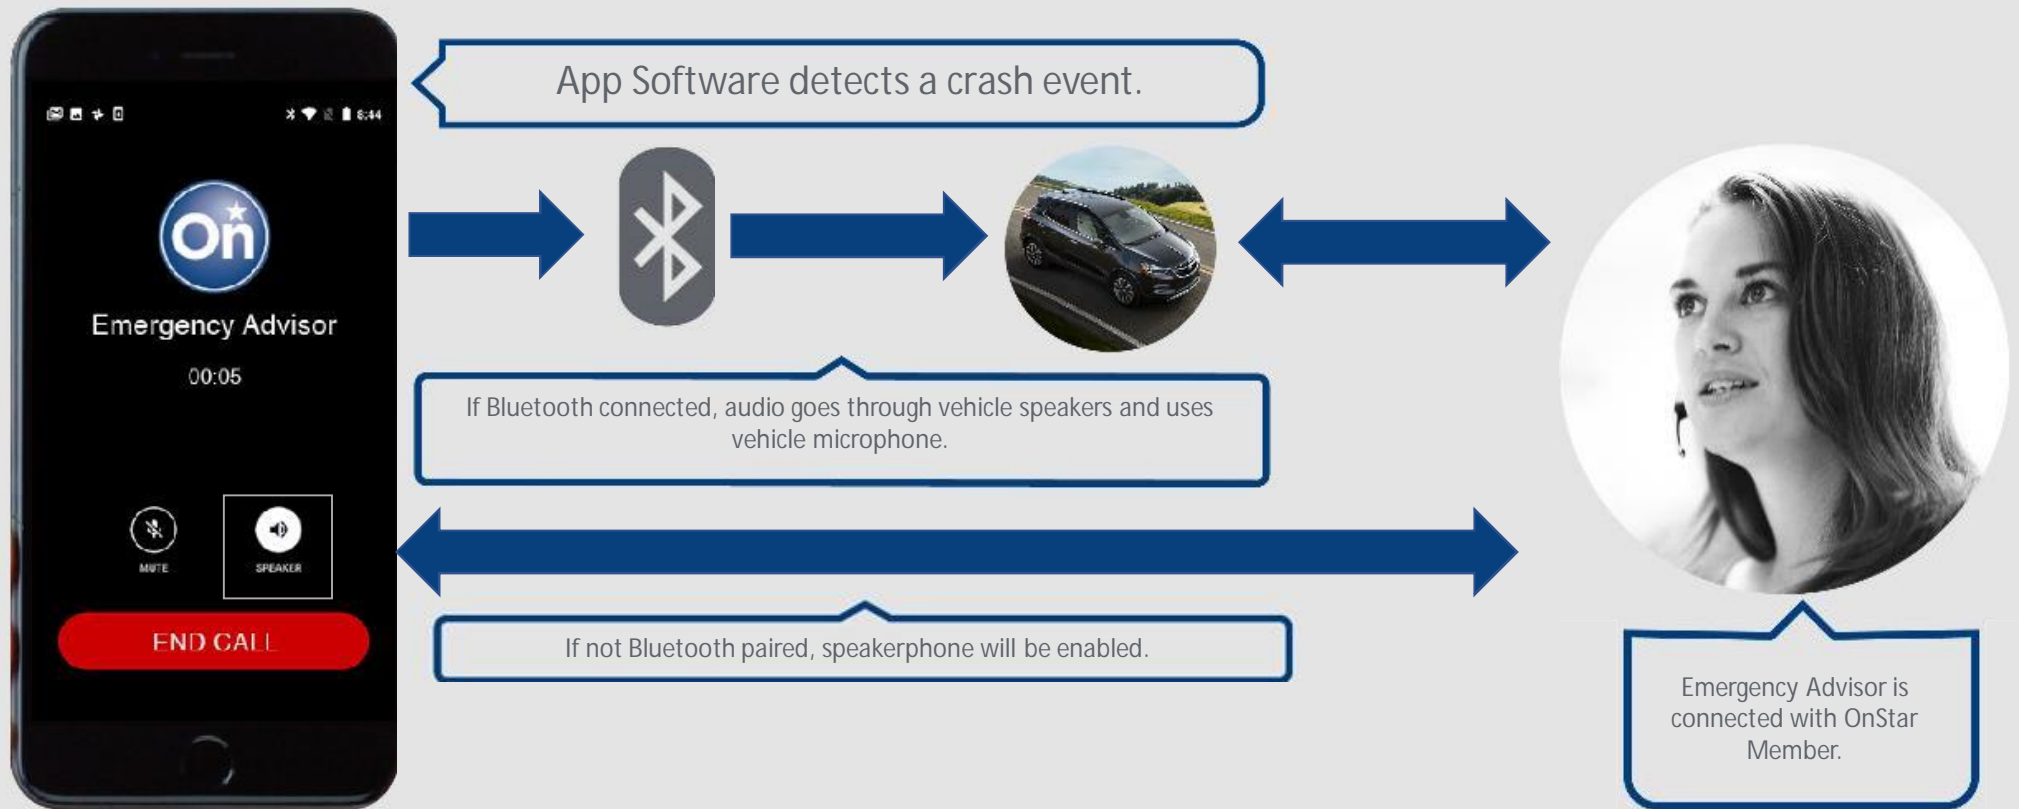 App Software detects a crash event.
8:44
On
Emergency Advisor
00:05
If Bluetooth connected, audio goes through vehicle speakers and uses
vehicle microphone.
MUTE
SPEAKER
END CALL
If not Bluetooth paired, speakerphone will be enabled.
Emergency Advisor is
connected with OnStar
Member.